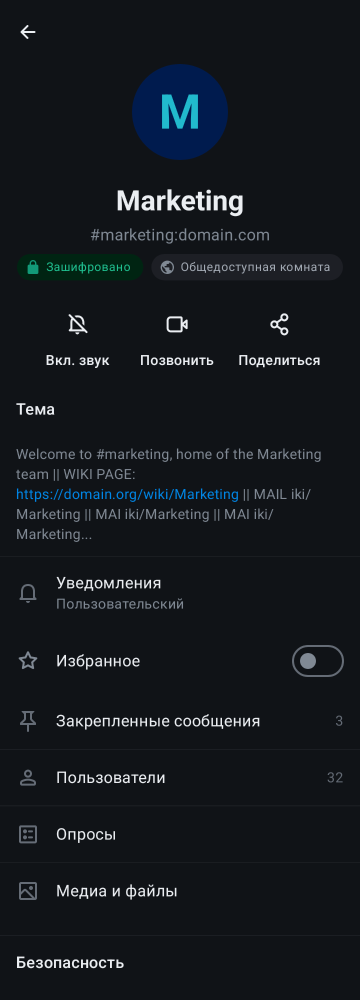 M
Marketing
#marketing:domain.com
Зашифровано
Общедоступная комната
Вкл. звук
Позвонить
Поделиться
Тема
Welcome to #marketing, home of the Marketing
team || WIKI PAGE:
https://domain.org/wiki/Marketing || MAIL iki/
Marketing || MAI iki/Marketing || MAI iki/
Marketing...
Уведомления
Пользовательский
Избранное
Закрепленные сообщения 3
Пользователи 32
Опросы
Медиа и файлы
Безопасность